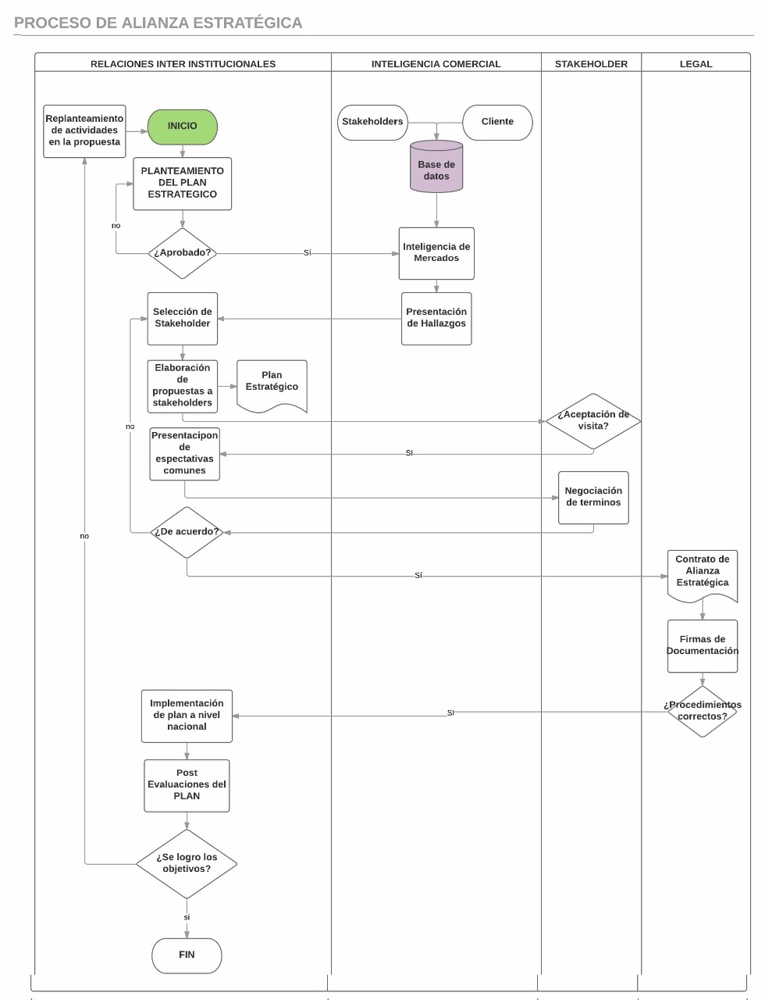 PROCESO DE ALIANZA ESTRATÉGICA
RELACIONES INTER INSTITUCIONALES
INTELIGENCIA COMERCIAL
STAKEHOLDER
LEGAL
Replanteamiento
de actividades
en la propuesta
INICIO
Stakeholders
Cliente
PLANTEAMIENTO
DEL PLAN
ESTRATEGICO
Base de
datos
no
¿Aprobado?
Sí
Inteligencia de
Mercados
Selección de
Stakeholder
Presentación
de Hallazgos
Elaboración
de
propuestas a
stakeholders
Plan
Estratégico
¿Aceptación de
visita?
no
Presentacipon
de
espectativas
comunes
SI
Negociación
de terminos
no
¿De acuerdo?
Sí
Contrato de
Alianza
Estratégica
Firmas de
Documentación
Implementación
de plan a nivel
nacional
SI
¿Procedimientos
correctos?
Post
Evaluaciones del
PLAN
¿Se logro los
objetivos?
si
FIN